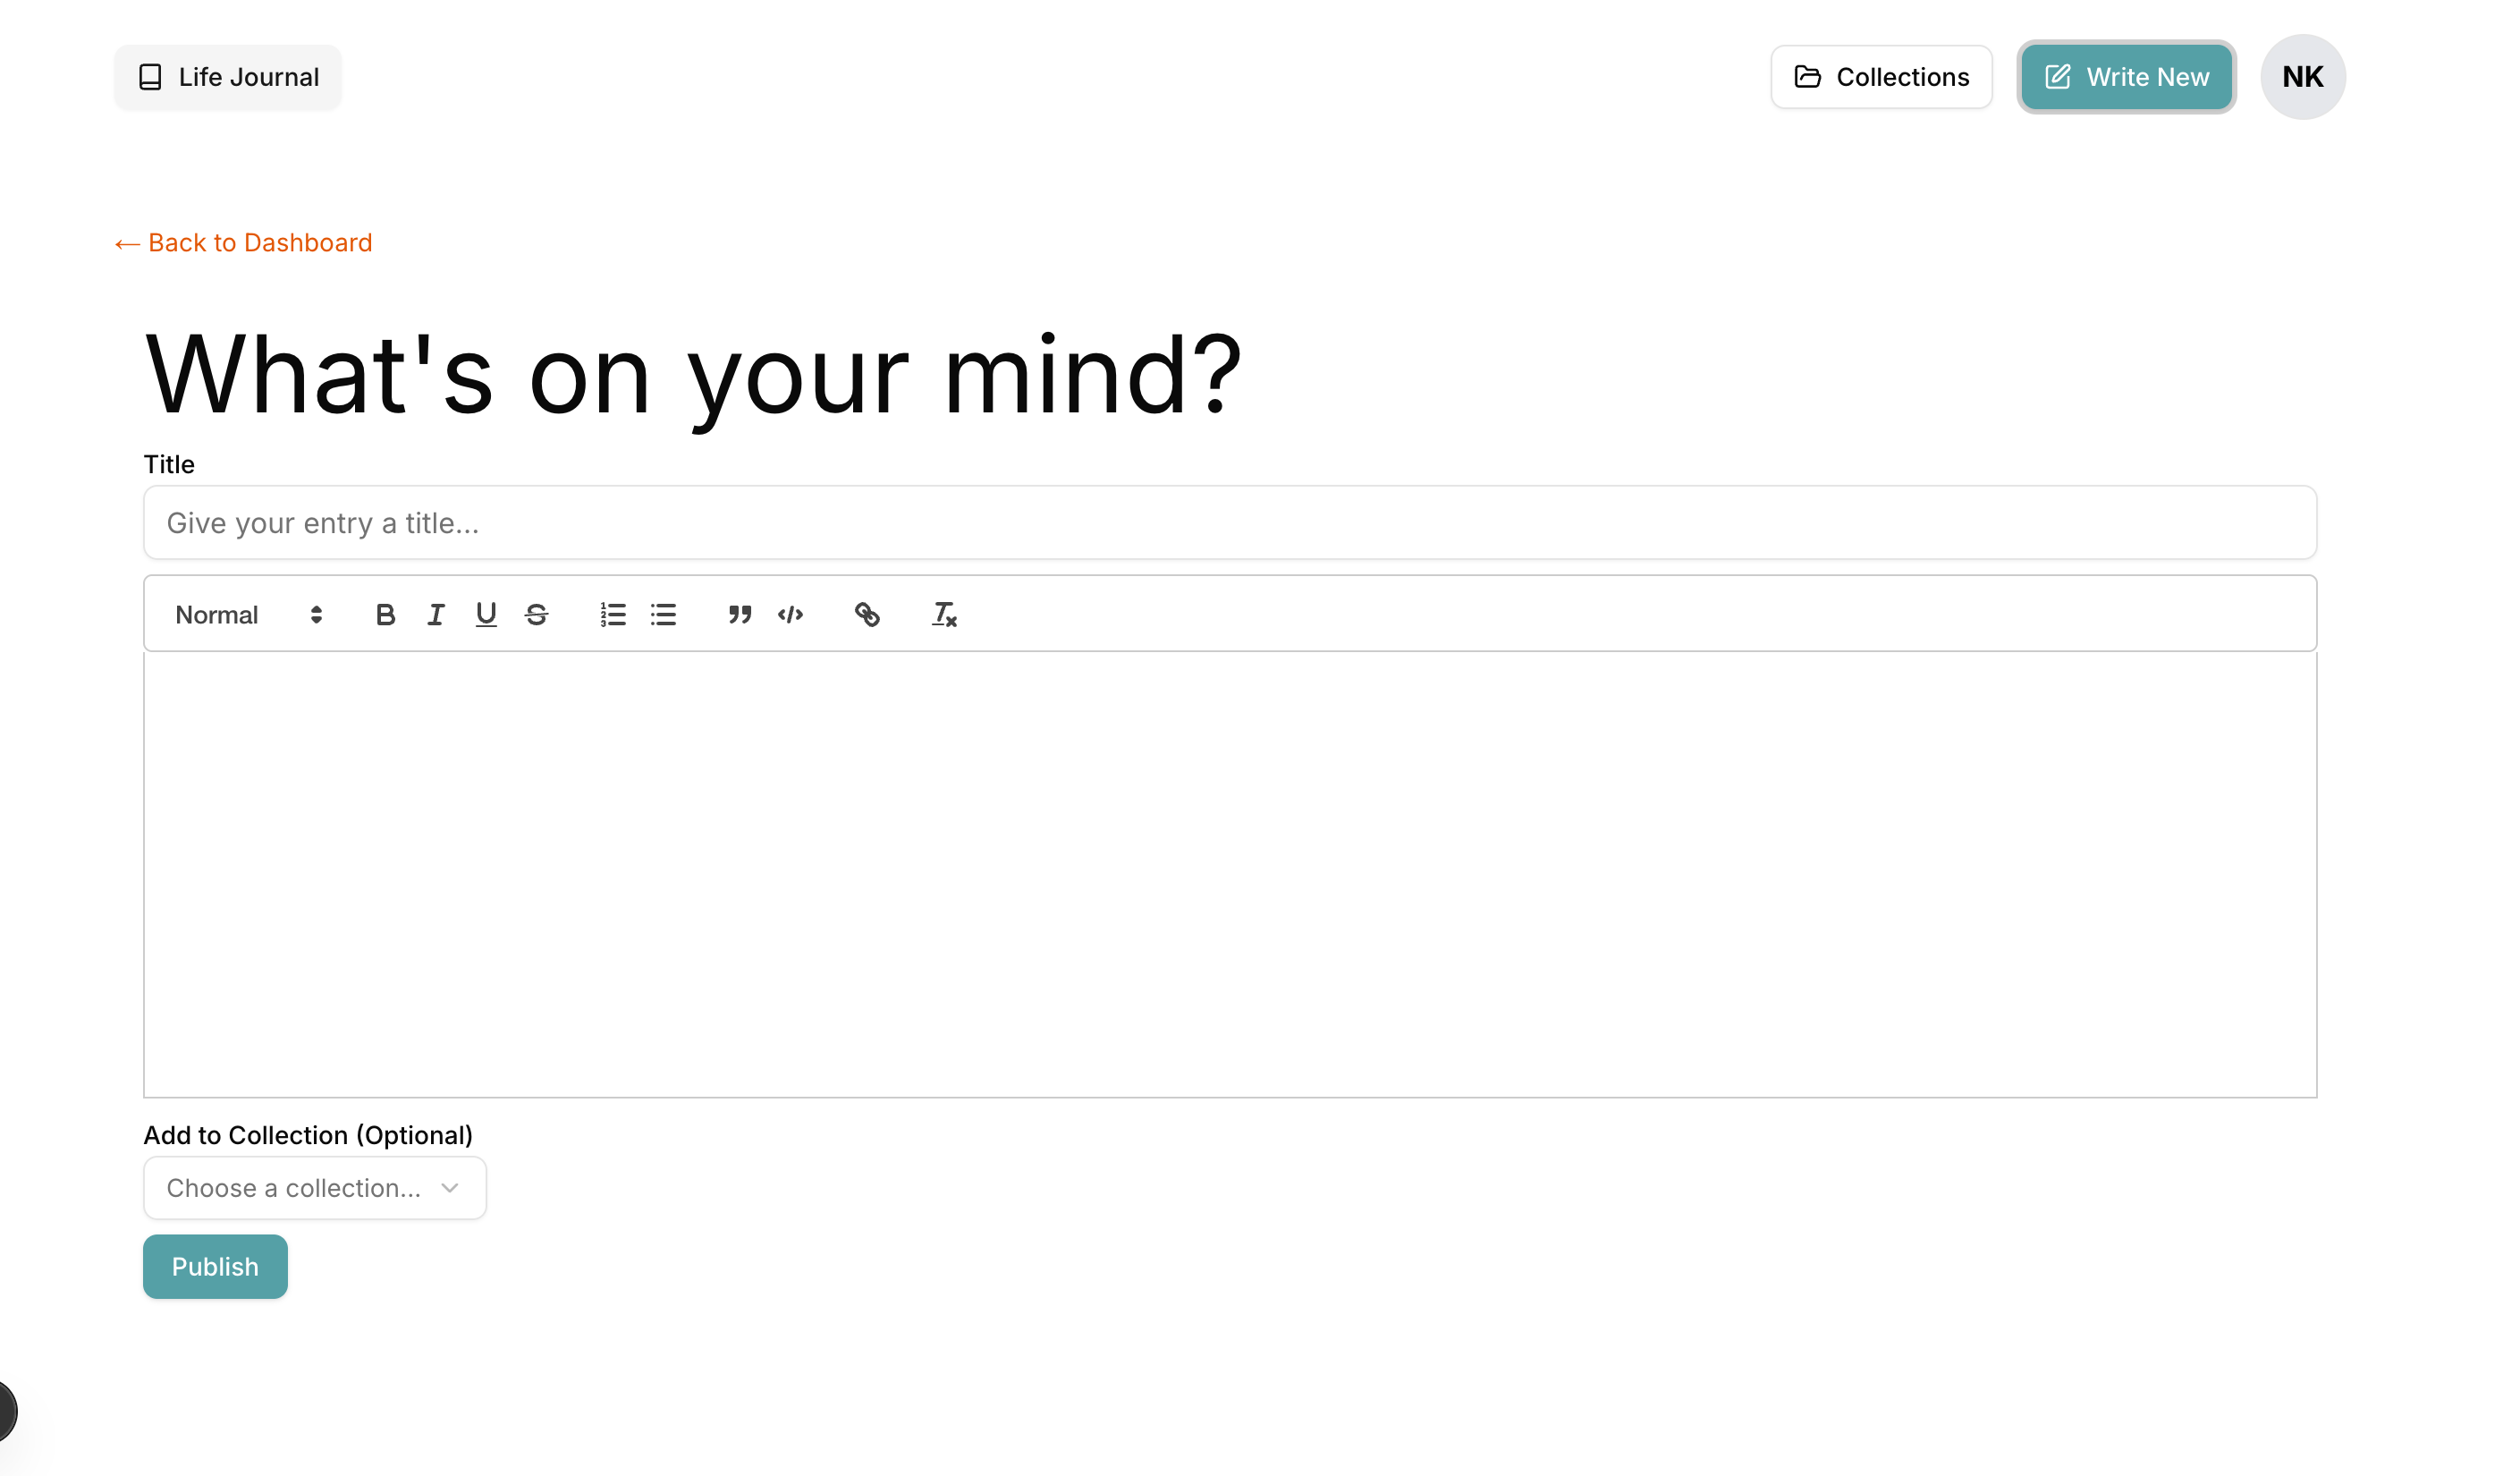 Life Journal
Collections
Write New
NK
← Back to Dashboard
What's on your mind?
Title
Give your entry a title...
Normal
Add to Collection (Optional)
Choose a collection...
Publish